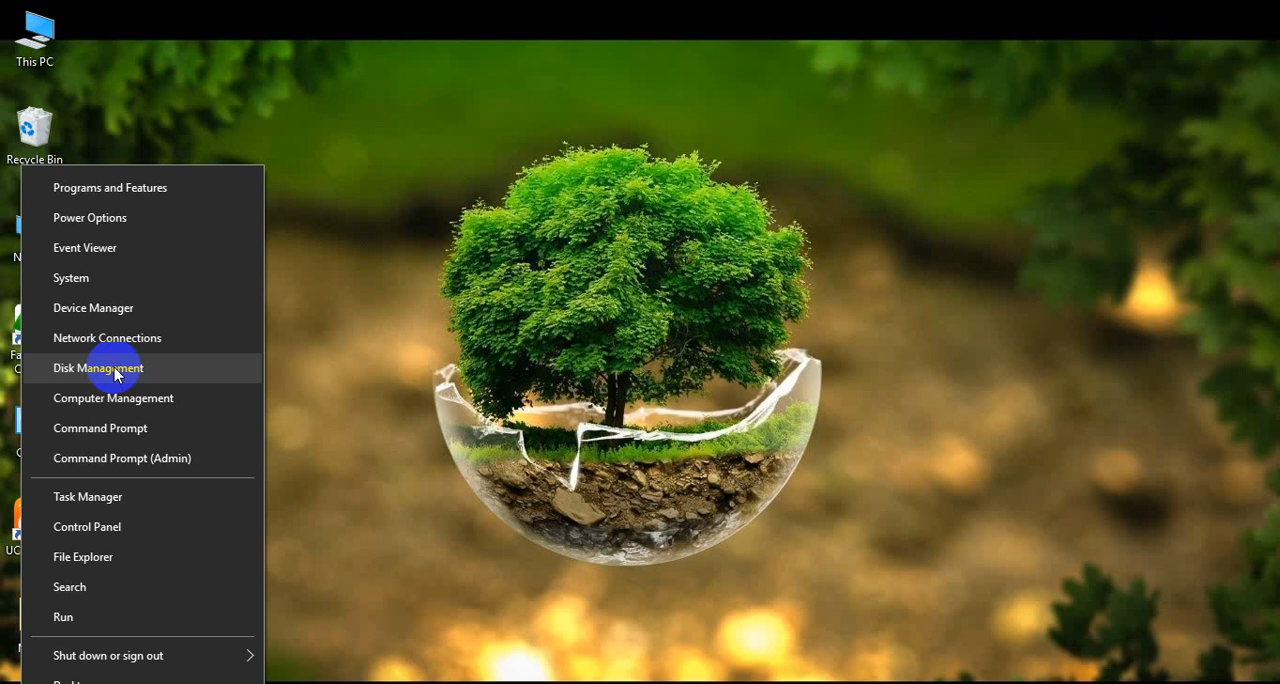 This PC
Recycle Bin
Programs and Features
Power Options
Event Viewer
System
Device Manager
Network Connections
Disk Management
Computer Management
Command Prompt
Command Prompt (Admin)
Task Manager
Control Panel
File Explorer
Search
Run
Shut down or sign out